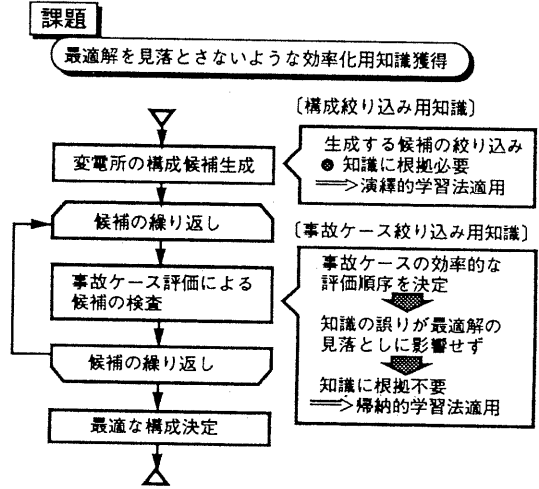 課題
最適解を見落とさないような効率化用知識獲得
〔構成絞り込み用知識〕
変電所の構成候補生成
生成する候補の絞り込み
● 知識に根拠必要
⟹演繹的学習法適用
候補の繰り返し
〔事故ケース絞り込み用知識〕
事故ケース評価による
候補の検査
事故ケースの効率的な
評価順序を決定
知識の誤りが最適解の
見落としに影響せず
候補の繰り返し
知識に根拠不要
⟹帰納的学習法適用
最適な構成決定